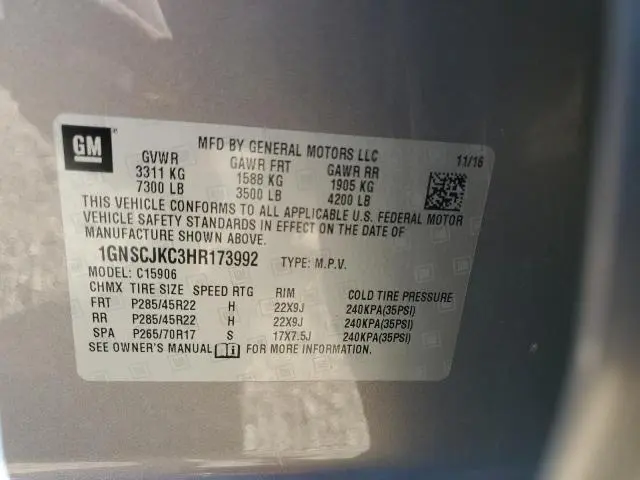 GM
MFD BY GENERAL MOTORS LLC 11/16
GVWR GAWR FRT GAWR RR
3311 KG 1588 KG 1905 KG
7300 LB 3500 LB 4200 LB
THIS VEHICLE CONFORMS TO ALL APPLICABLE U.S. FEDERAL MOTOR
VEHICLE SAFETY STANDARDS IN EFFECT ON THE DATE OF
MANUFACTURE SHOWN ABOVE.
1GNSCJKC3HR173992 TYPE: M.P.V.
MODEL: C15906
CHMX TIRE SIZE SPEED RTG RIM COLD TIRE PRESSURE
FRT P285/45R22 H 22X9J 240KPA(35PSI)
RR P285/45R22 H 22X9J 240KPA(35PSI)
SPA P265/70R17 S 17X7.5J 240KPA(35PSI)
SEE OWNER'S MANUAL FOR MORE INFORMATION.